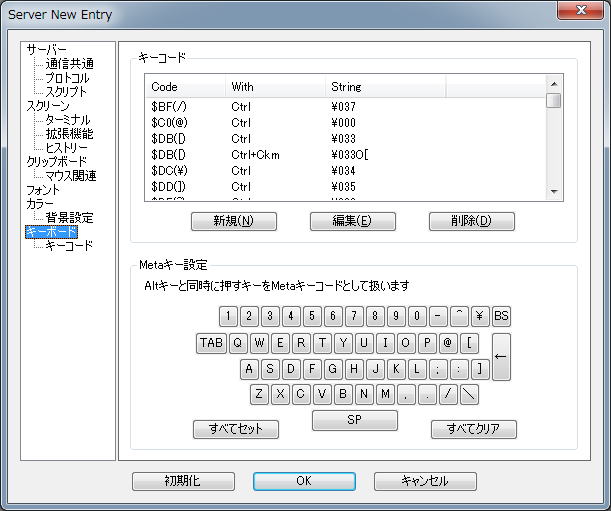 Server New Entry
サーバー
通信共通
プロトコル
スクリプト
スクリーン
ターミナル
拡張機能
ヒストリー
クリップボード
マウス関連
フォント
カラー
背景設定
キーボード
キーコード
キーコード
Code With String
$BF(/) Ctrl ¥037
$C0(@) Ctrl ¥000
$DB([) Ctrl ¥033
$DB([) Ctrl+Ckm ¥033O[
$DC(¥) Ctrl ¥034
$DD(]) Ctrl ¥035
新規(N) 編集(E) 削除(D)
Metaキー設定
Altキーと同時に押すキーをMetaキーコードとして扱います
1 2 3 4 5 6 7 8 9 0 - ^ ¥ BS
TAB Q W E R T Y U I O P @ [ ←
A S D F G H J K L ; : ]
Z X C V B N M , . / ＼
すべてセット SP すべてクリア
初期化 OK キャンセル